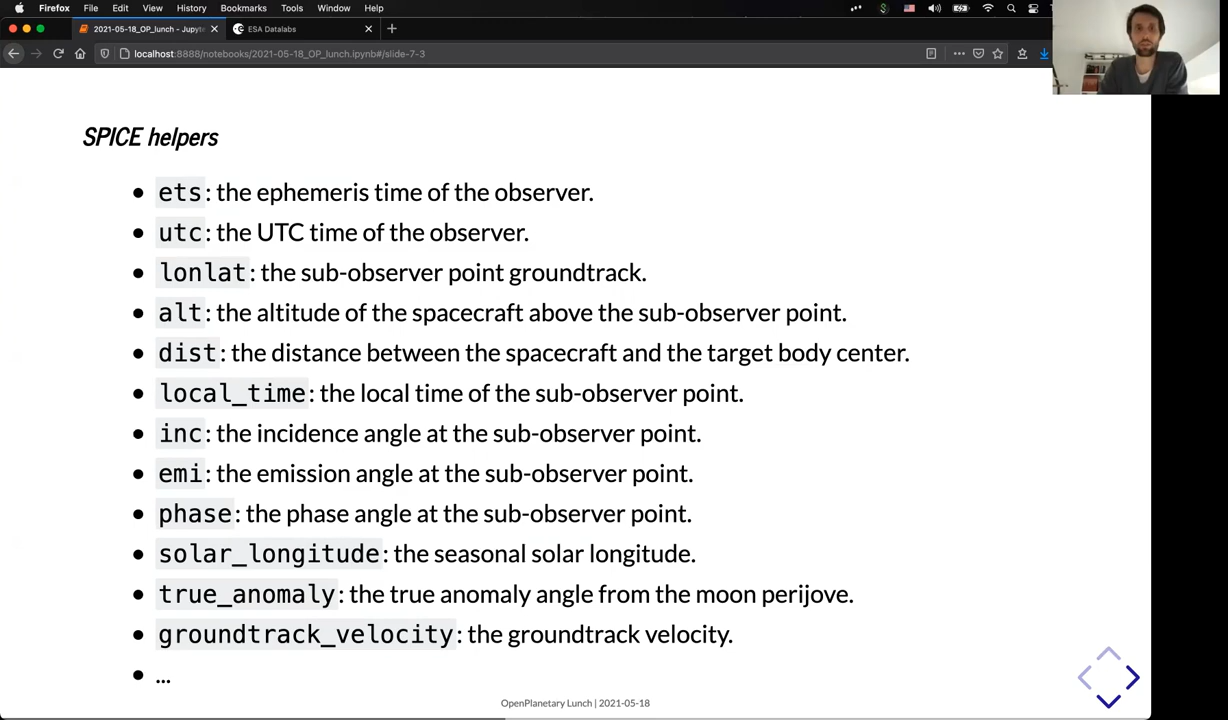 Firefox File Edit View History Bookmarks Tools Window Help
2021-05-18_OP_lunch - Jupyte
ESA Datalabs
localhost:8888/notebooks/2021-05-18_OP_lunch.ipynb#/slide-7-3
SPICE helpers
• ets: the ephemeris time of the observer.
• utc: the UTC time of the observer.
• lonlat: the sub-observer point groundtrack.
• alt: the altitude of the spacecraft above the sub-observer point.
• dist: the distance between the spacecraft and the target body center.
• local_time: the local time of the sub-observer point.
• inc: the incidence angle at the sub-observer point.
• emi: the emission angle at the sub-observer point.
• phase: the phase angle at the sub-observer point.
• solar_longitude: the seasonal solar longitude.
• true_anomaly: the true anomaly angle from the moon perijove.
• groundtrack_velocity: the groundtrack velocity.
• ...
OpenPlanetary Lunch | 2021-05-18